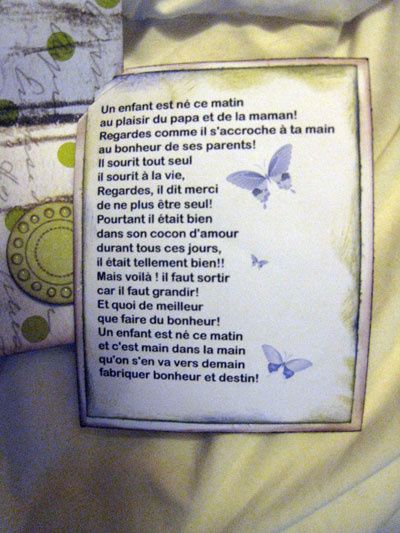 Un enfant est né ce matin
au plaisir du papa et de la maman!
Regardes comme il s'accroche à ta main
au bonheur de ses parents!
Il sourit tout seul
il sourit à la vie,
Regardes, il dit merci
de ne plus être seul!
Pourtant il était bien
dans son cocon d'amour
durant tous ces jours,
il était tellement bien!!
Mais voilà ! il faut sortir
car il faut grandir!
Et quoi de meilleur
que faire du bonheur!
Un enfant est né ce matin
et c'est main dans la main
qu'on s'en va vers demain
fabriquer bonheur et destin!